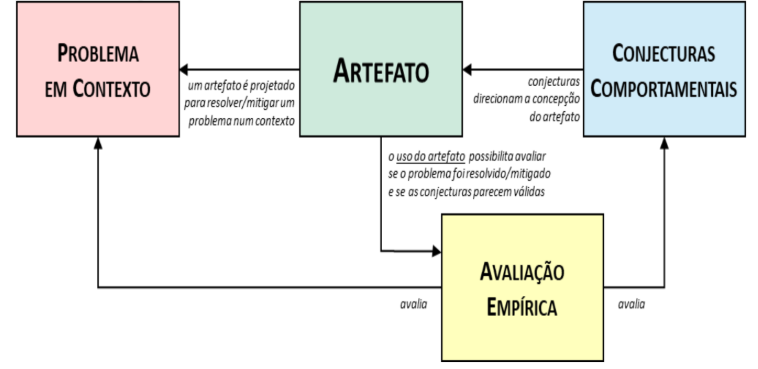 PROBLEMA
EM CONTEXTO
um artefato é projetado
para resolver/mitigar um
problema num contexto
ARTEFATO
conjecturas
direcionam a concepção
do artefato
CONJECTURAS
COMPORTAMENTAIS
o uso do artefato possibilita avaliar
se o problema foi resolvido/mitigado
e se as conjecturas parecem válidas
AVALIAÇÃO
EMPÍRICA
avalia
avalia